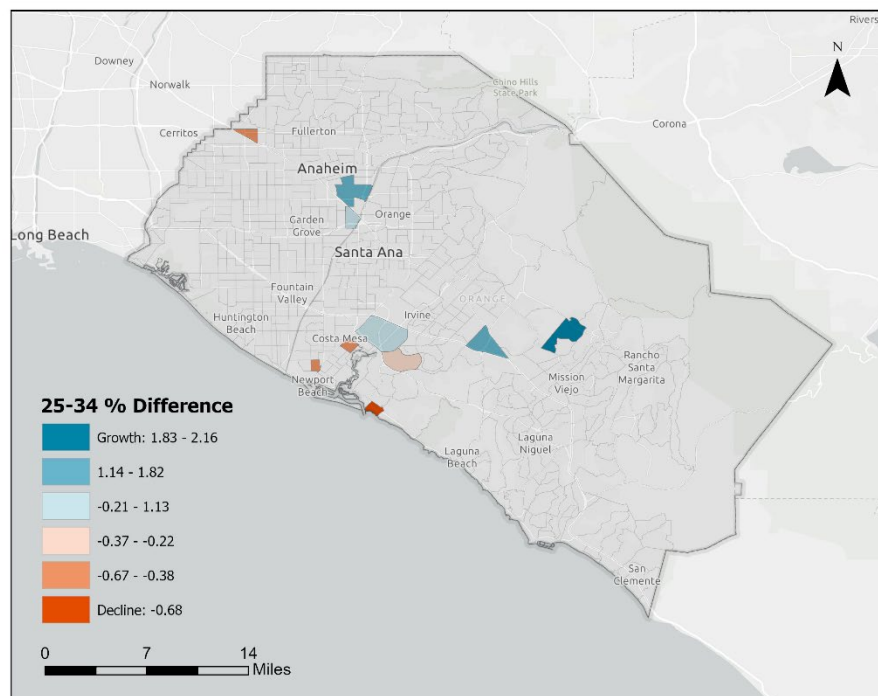 Rivers
Downey
Norwalk
Chino Hills
State Park
N
Cerritos
Fullerton
Corona
Anaheim
Garden
Grove
Orange
Long Beach
Santa Ana
Fountain
Valley
ORANGE
Huntington
Beach
Irvine
Costa Mesa
Rancho
Santa
Margarita
Newport
Beach
Mission
Viejo
25-34 % Difference
Growth: 1.83 - 2.16
1.14 - 1.82
-0.21 - 1.13
-0.37 - -0.22
-0.67 - -0.38
Decline: -0.68
Laguna
Beach
Laguna
Niguel
San
Clemente
0 7 14
Miles